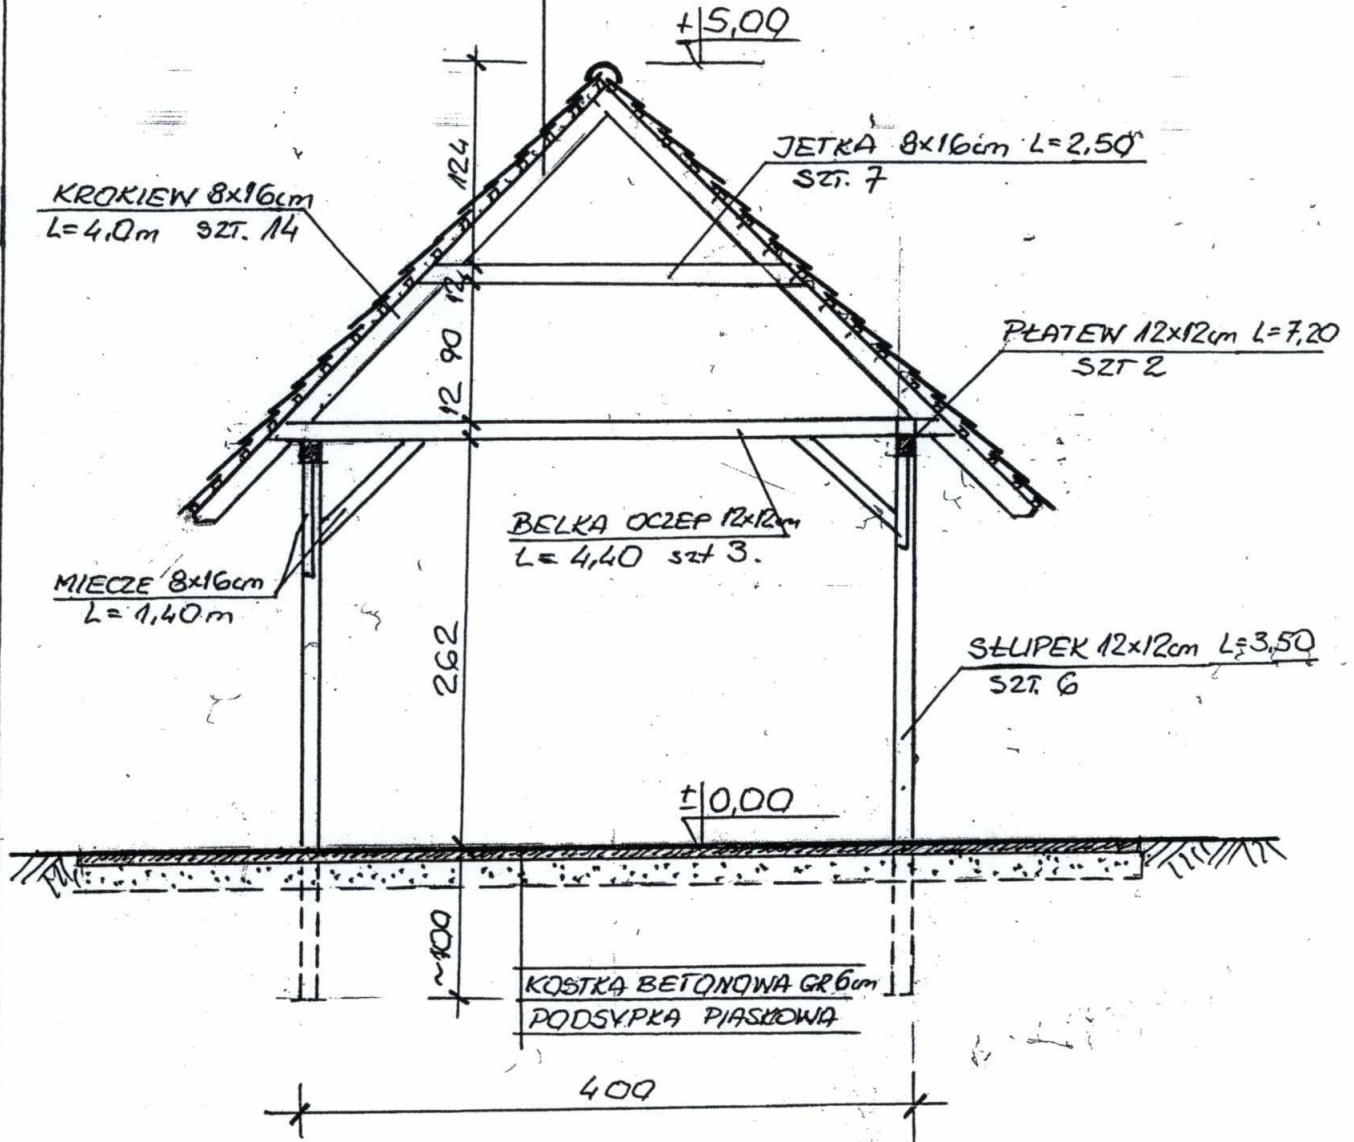 +5,00
124
JETKA 8x16cm L=2,50
SZT. 7
KROKIEW 8x16cm
L=4,0m SZT. 14
12
90
12
PŁATEW 12x12cm L=7,20
SZT 2
BELKA OCZEP 12x12cm
L= 4,40 szt 3.
MIECZE 8x16cm
L= 1,40 m
262
SŁUPEK 12x12cm L=3,50
SZT. 6
±0,00
~100
KOSTKA BETONOWA GR 6cm
PODSYPKA PIASKOWA
400